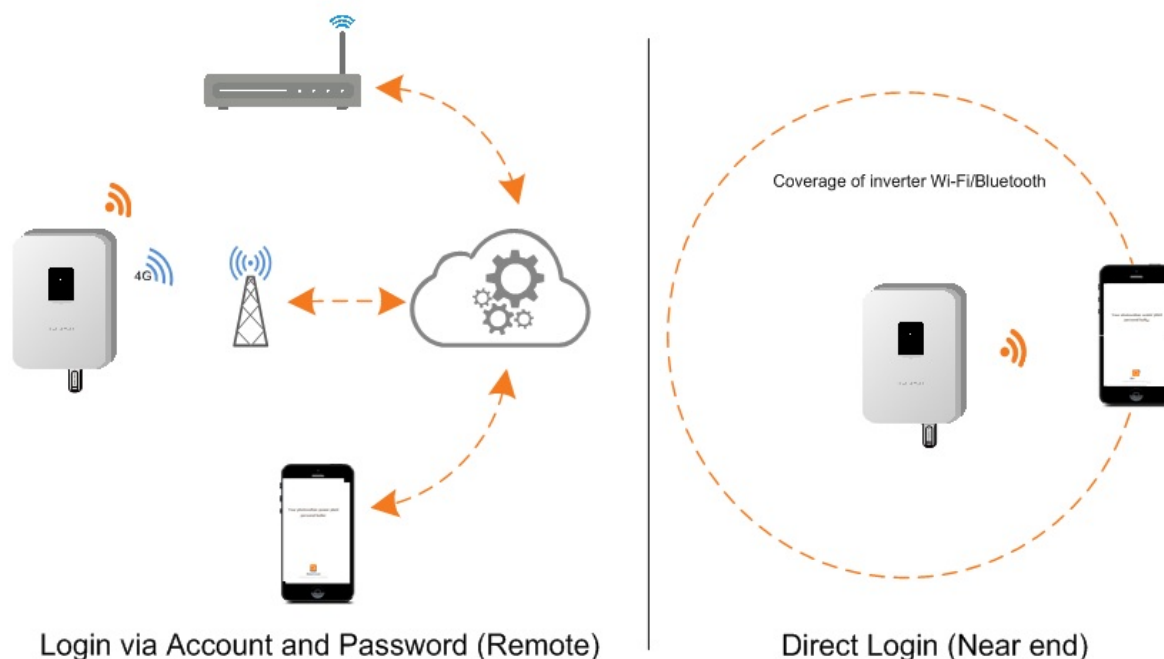 4G
Coverage of inverter Wi-Fi/Bluetooth
Login via Account and Password (Remote)
Direct Login (Near end)